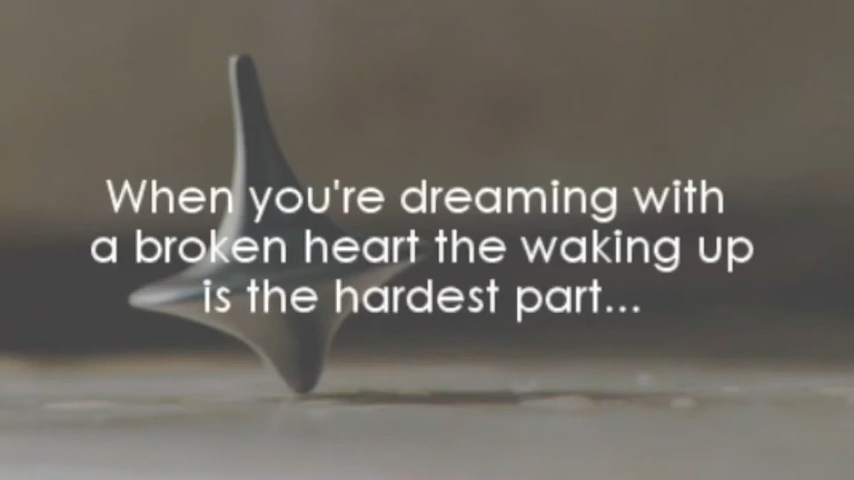 When you're dreaming with
a broken heart the waking up
is the hardest part...